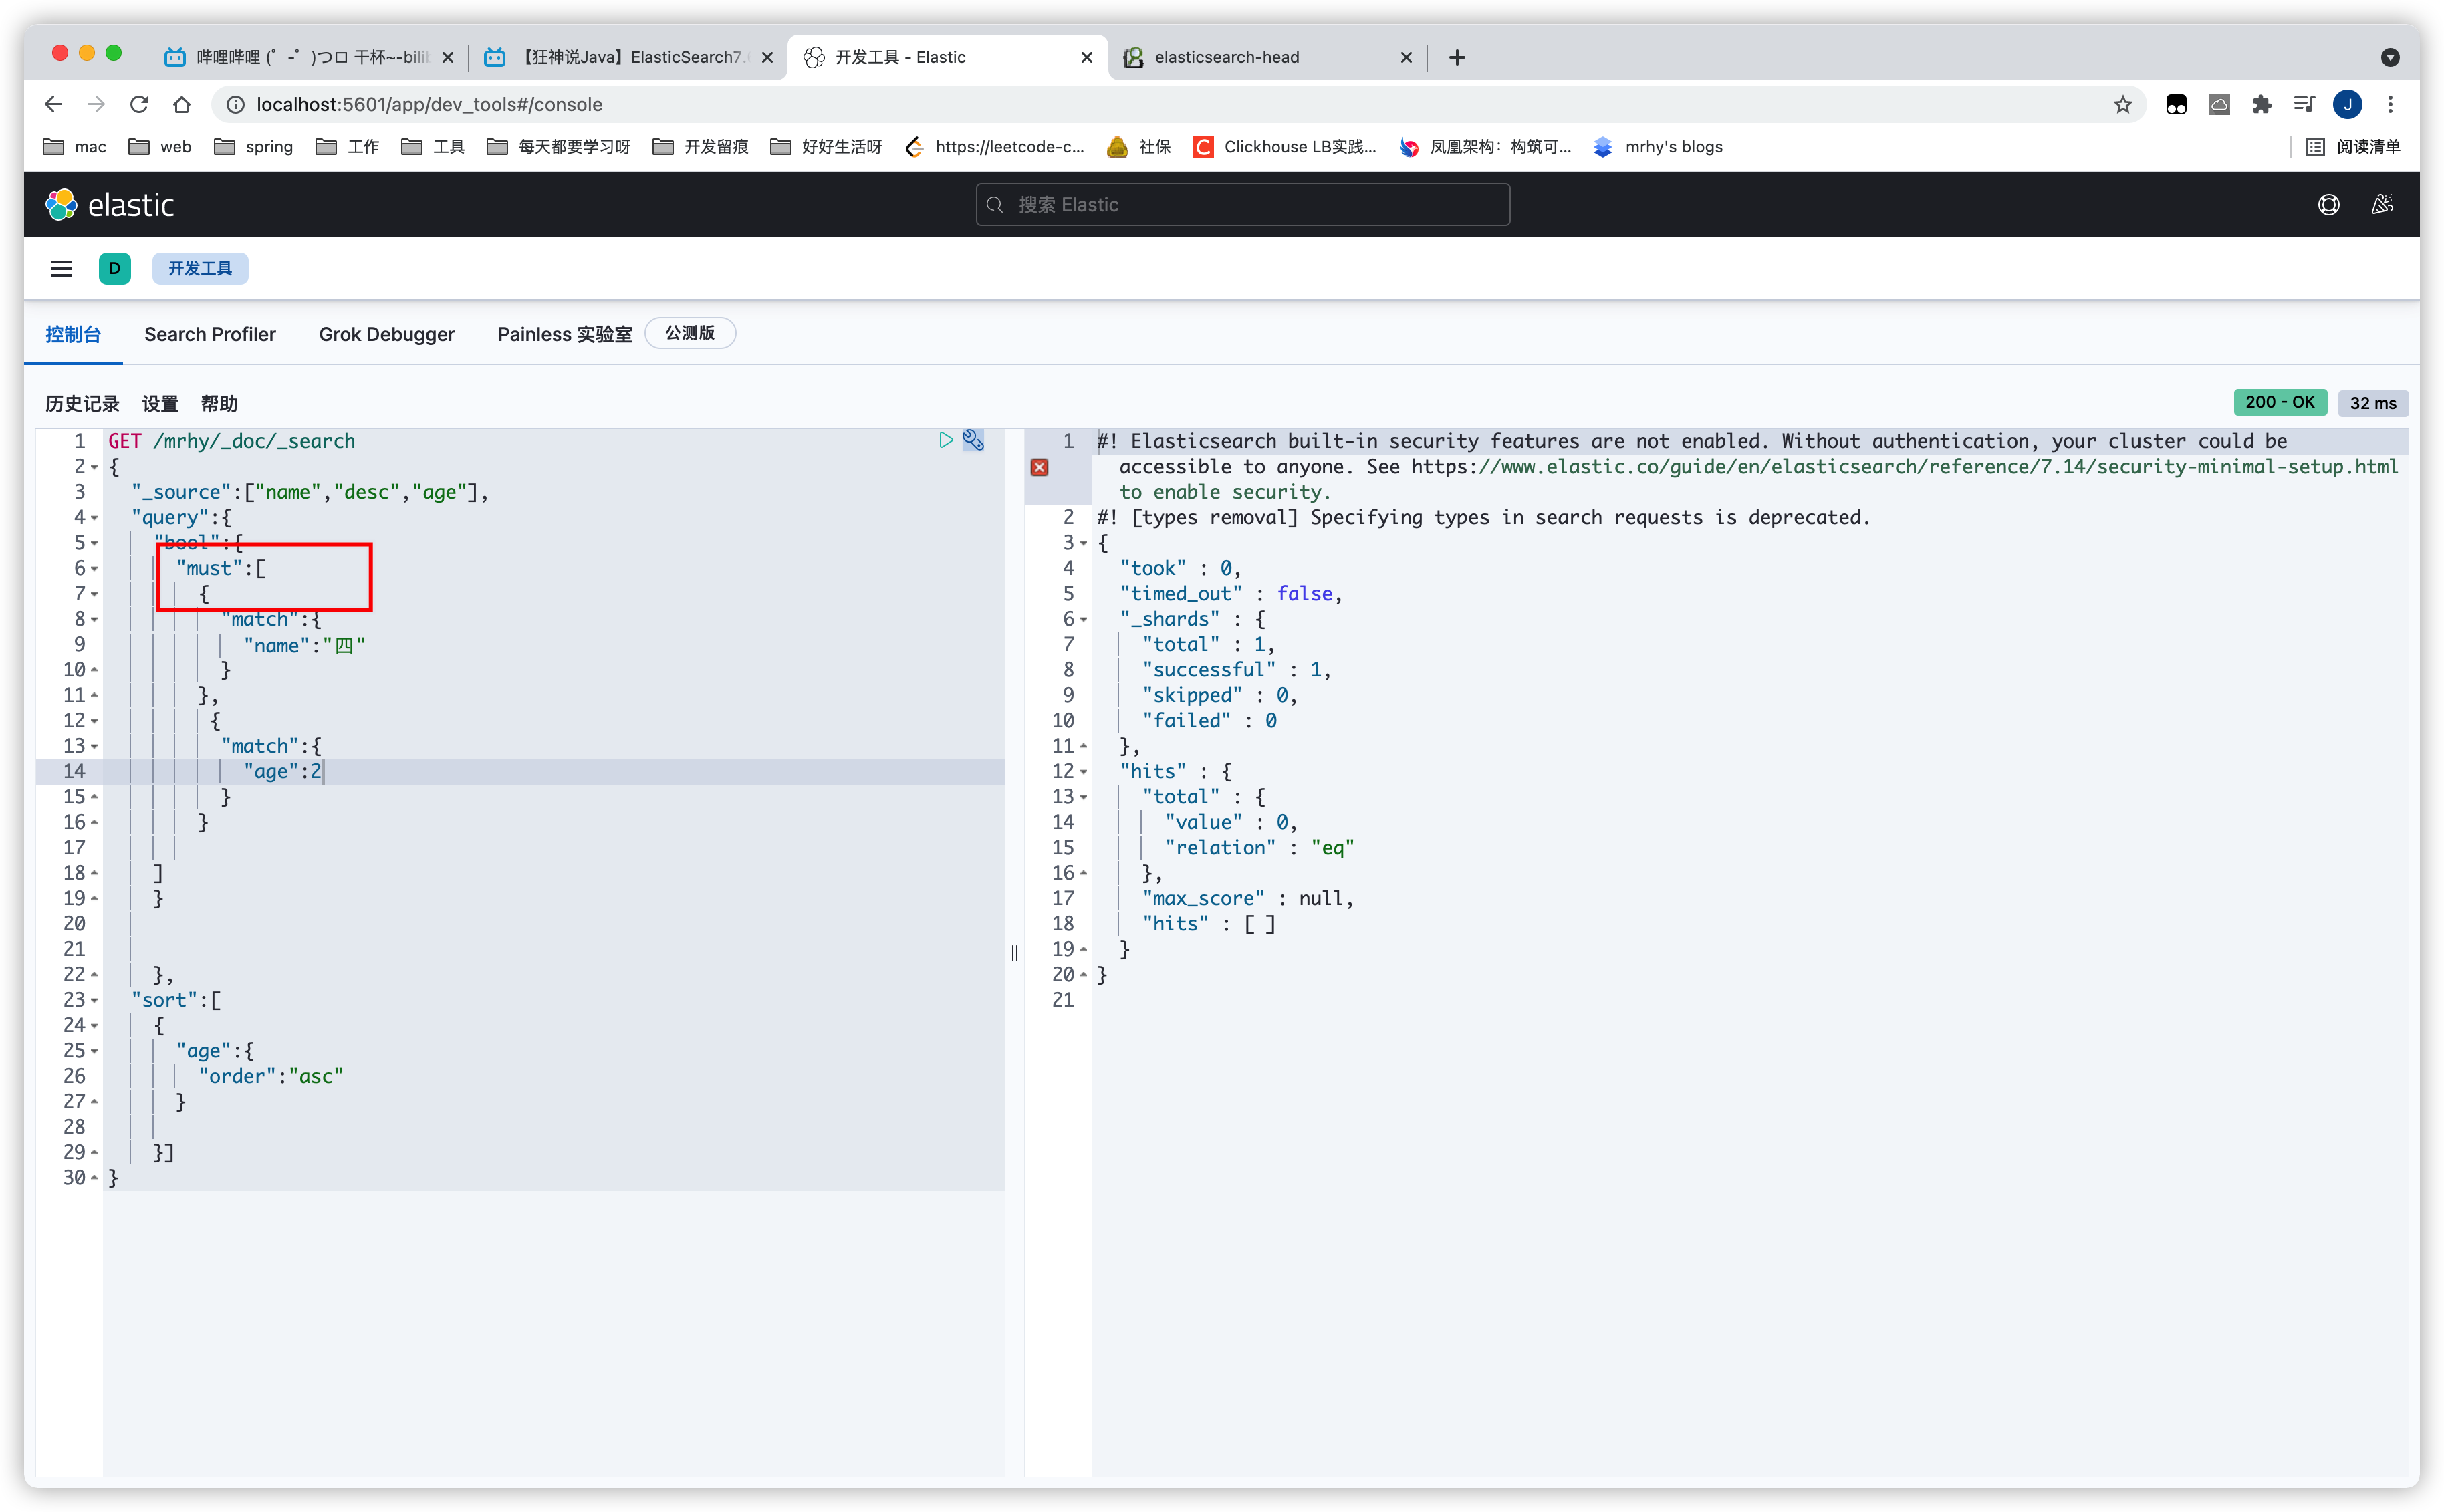 哔哩哔哩 (゜-゜)つロ 干杯~-bili
【狂神说Java】ElasticSearch7.
开发工具 - Elastic
elasticsearch-head
localhost:5601/app/dev_tools#/console
J
mac
web
spring
工作
工具
每天都要学习呀
开发留痕
好好生活呀
https://leetcode-c...
社保
Clickhouse LB实践...
凤凰架构：构筑可...
mrhy's blogs
阅读清单
elastic
搜索 Elastic
D
开发工具
控制台
Search Profiler
Grok Debugger
Painless 实验室
公测版
历史记录
设置
帮助
200 - OK
32 ms
1 GET /mrhy/_doc/_search
2 {
3 "_source":["name","desc","age"],
4 "query":{
5 "bool":{
6 "must":[
7 {
8 "match":{
9 "name":"四"
10 }
11 },
12 {
13 "match":{
14 "age":2
15 }
16 }
17
18 ]
19 }
20
21
22 },
23 "sort":[
24 {
25 "age":{
26 "order":"asc"
27 }
28
29 }]
30 }
1 #! Elasticsearch built-in security features are not enabled. Without authentication, your cluster could be
accessible to anyone. See https://www.elastic.co/guide/en/elasticsearch/reference/7.14/security-minimal-setup.html
to enable security.
2 #! [types removal] Specifying types in search requests is deprecated.
3 {
4 "took" : 0,
5 "timed_out" : false,
6 "_shards" : {
7 "total" : 1,
8 "successful" : 1,
9 "skipped" : 0,
10 "failed" : 0
11 },
12 "hits" : {
13 "total" : {
14 "value" : 0,
15 "relation" : "eq"
16 },
17 "max_score" : null,
18 "hits" : [ ]
19 }
20 }
21